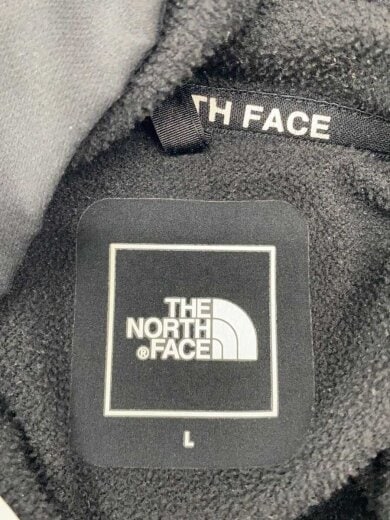 TH FACE
THE
NORTH
®FACE
L